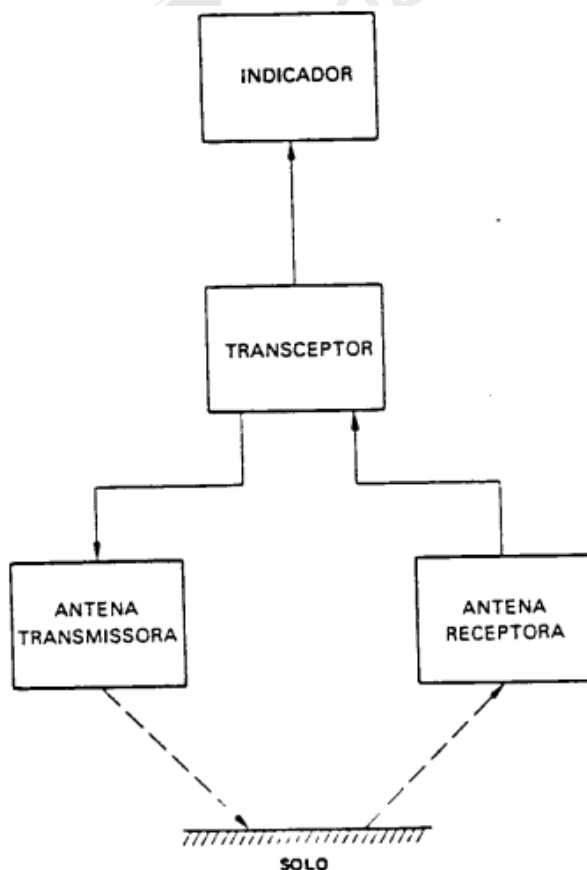 INDICADOR
TRANSCEPTOR
ANTENA
TRANSMISSORA
ANTENA
RECEPTORA
SOLO